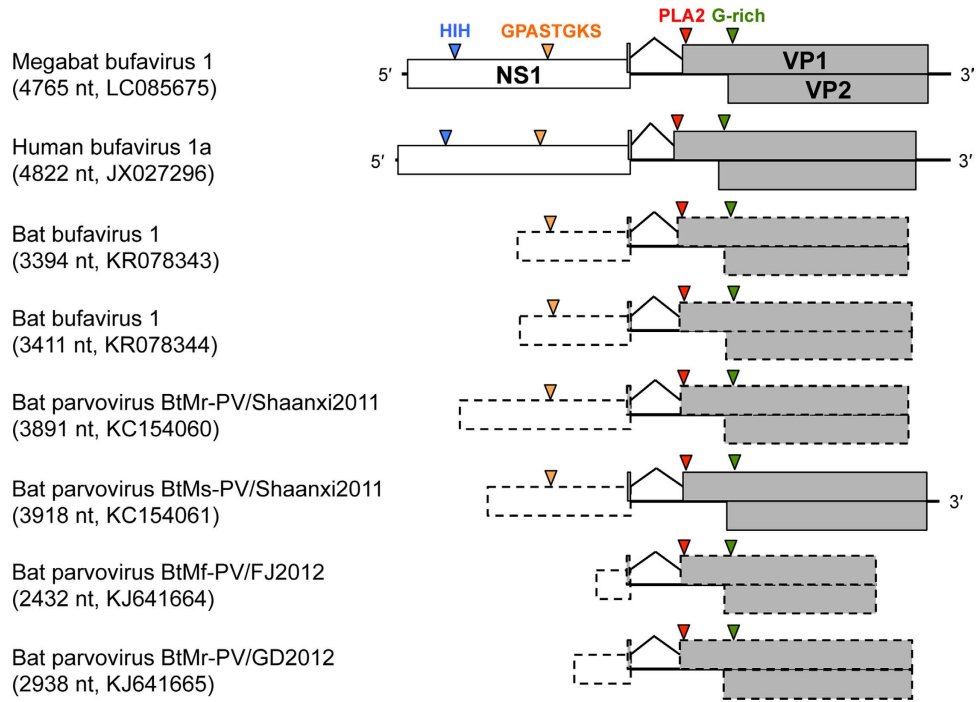 PLA2 G-rich
HIH GPASTGKS
Megabat bufavirus 1
(4765 nt, LC085675)
5′ NS1 VP1 VP2 3′
Human bufavirus 1a
(4822 nt, JX027296)
5′ 3′
Bat bufavirus 1
(3394 nt, KR078343)
Bat bufavirus 1
(3411 nt, KR078344)
Bat parvovirus BtMr-PV/Shaanxi2011
(3891 nt, KC154060)
Bat parvovirus BtMs-PV/Shaanxi2011
(3918 nt, KC154061)
3′
Bat parvovirus BtMf-PV/FJ2012
(2432 nt, KJ641664)
Bat parvovirus BtMr-PV/GD2012
(2938 nt, KJ641665)